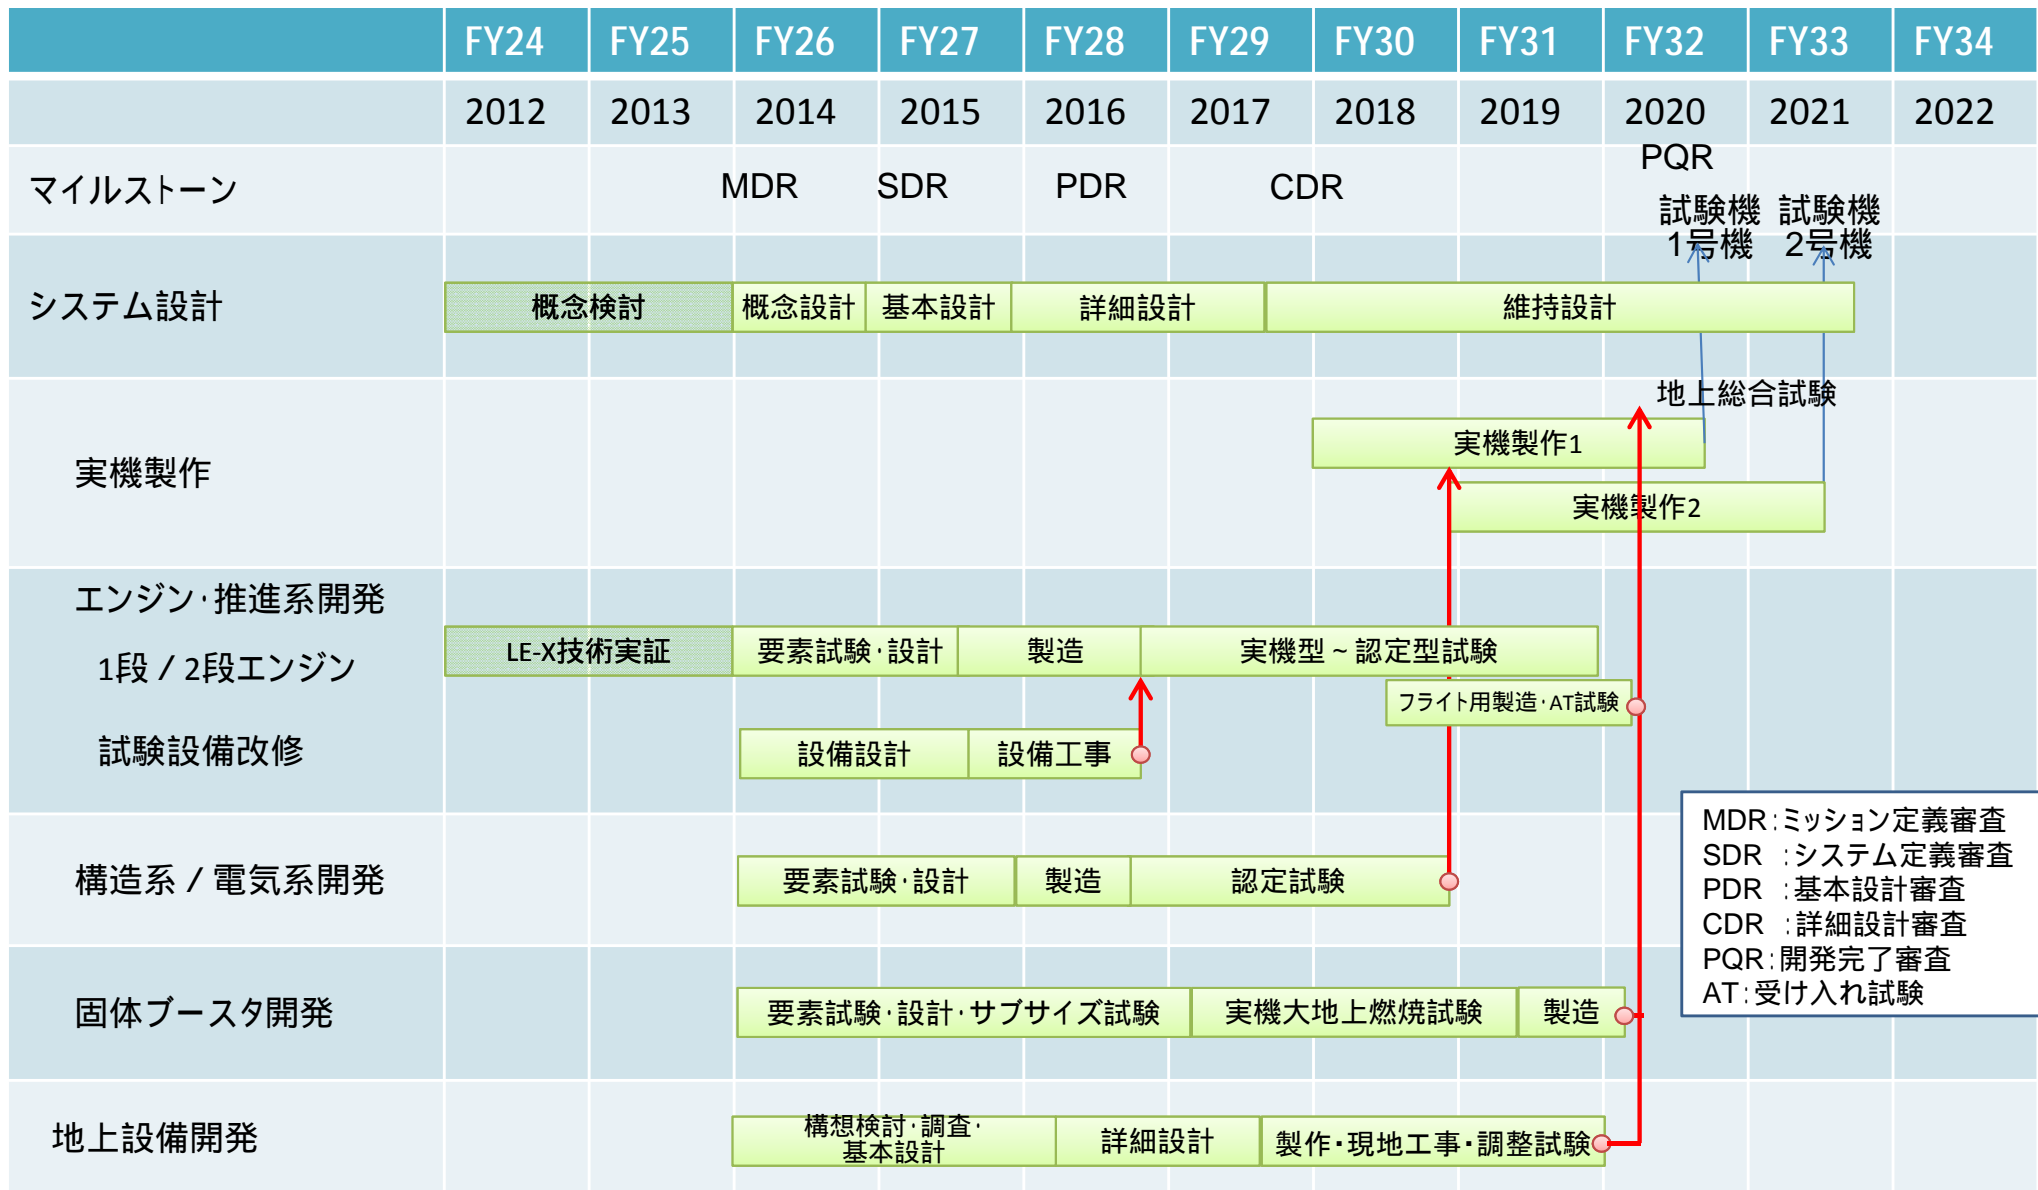 FY24 FY25 FY26 FY27 FY28 FY29 FY30 FY31 FY32 FY33 FY34
2012 2013 2014 2015 2016 2017 2018 2019 2020 2021 2022
マイルストーン
MDR SDR PDR CDR PQR
試験機 試験機
1号機 2号機
システム設計
概念検討 概念設計 基本設計 詳細設計 維持設計
地上総合試験
実機製作
実機製作1
実機製作2
エンジン・推進系開発
1段 / 2段エンジン
LE-X技術実証 要素試験・設計 製造 実機型 ~ 認定型試験
フライト用製造・AT試験
試験設備改修
設備設計 設備工事
構造系 / 電気系開発
要素試験・設計 製造 認定試験
固体ブースタ開発
要素試験・設計・サブサイズ試験 実機大地上燃焼試験 製造
地上設備開発
構想検討・調査・
基本設計
詳細設計 製作・現地工事・調整試験
MDR:ミッション定義審査
SDR :システム定義審査
PDR :基本設計審査
CDR :詳細設計審査
PQR:開発完了審査
AT:受け入れ試験